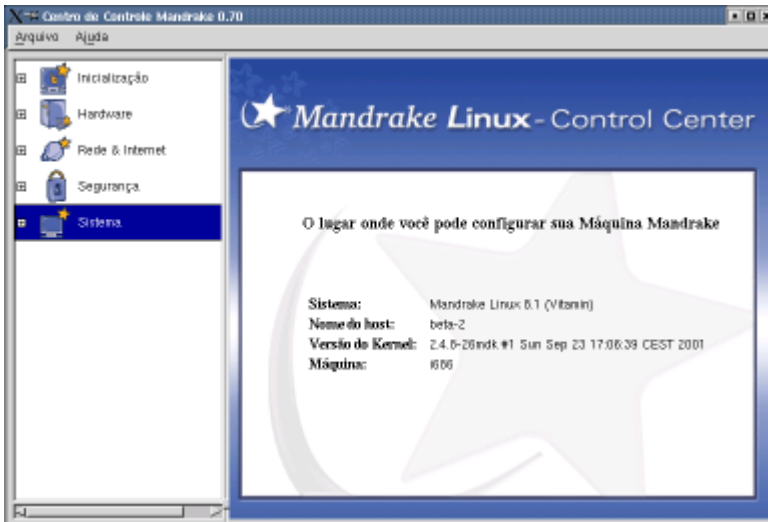 Centro de Controle Mandrake 0.70
Arquivo Ajuda
Inicialização
Hardware
Rede & Internet
Segurança
Sistema
Mandrake Linux - Control Center
O lugar onde você pode configurar sua Máquina Mandrake
Sistema: Mandrake Linux 8.1 (Vitamin)
Nome do host: beta-2
Versão do Kernel: 2.4.8-26mdk #1 Sun Sep 23 17:06:39 CEST 2001
Máquina: i686